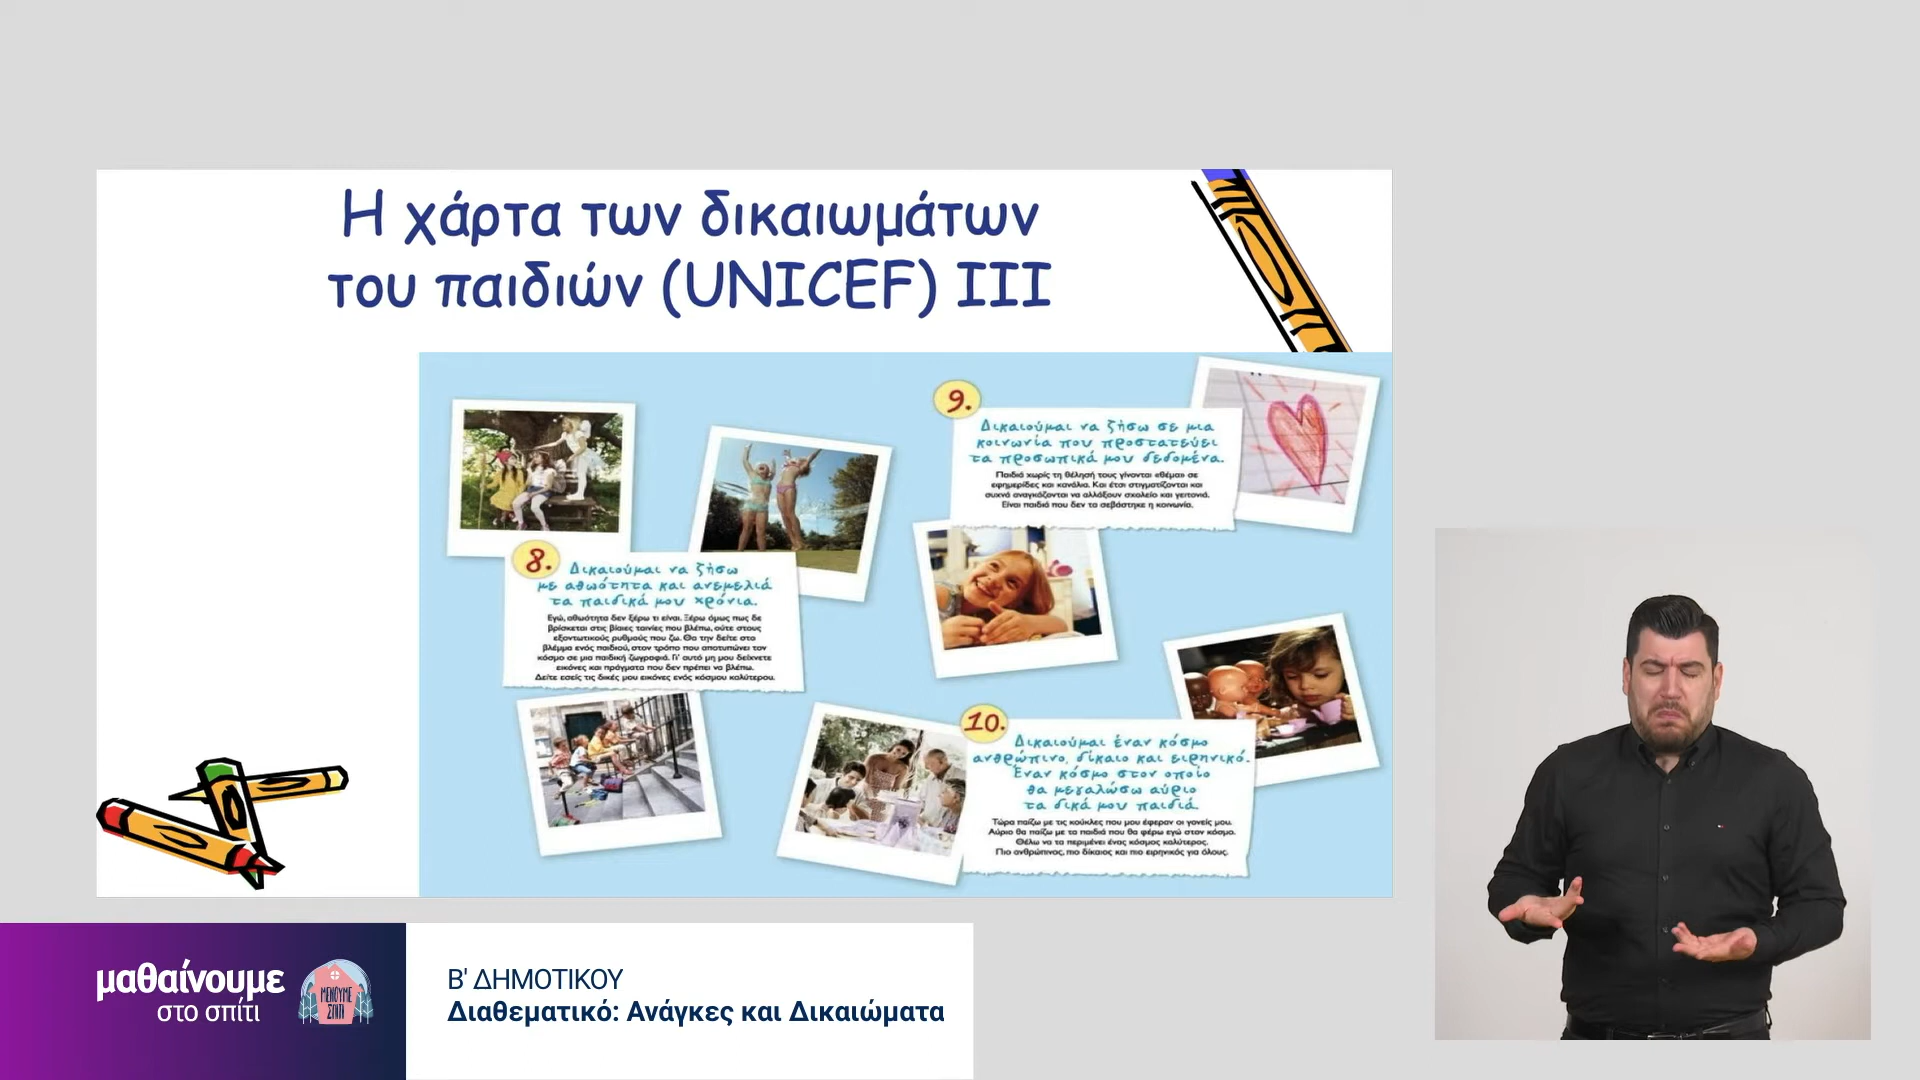 Η χάρτα των δικαιωμάτων
του παιδιών (UNICEF) III
9.
Δικαιούμαι να ζήσω σε μια
κοινωνία που προστατεύει
τα προσωπικά μου δεδομένα.
Παιδιά χωρίς τη θέλησή τους γίνονται «θέμα» σε
εφημερίδες και κανάλια. Και έτσι στιγματίζονται και
συχνά αναγκάζονται να αλλάξουν σχολείο και γειτονιά.
Είναι παιδιά που δεν τα σεβάστηκε η κοινωνία.
8.
Δικαιούμαι να ζήσω
με αθωότητα και ανεμελιά
τα παιδικά μου χρόνια.
Εγώ, αθωότητα δεν ξέρω τι είναι. Ξέρω όμως πως δε
βρίσκεται στις βίαιες ταινίες που βλέπω, ούτε στους
εξοντωτικούς ρυθμούς που ζω. Θα την δείτε στο
βλέμμα ενός παιδιού, στον τρόπο που αποτυπώνει τον
κόσμο σε μια παιδική ζωγραφιά. Γι' αυτό μη μου δείχνετε
εικόνες και πράγματα που δεν πρέπει να βλέπω.
Δείτε εσείς τις δικές μου εικόνες ενός κόσμου καλύτερου.
10.
Δικαιούμαι έναν κόσμο
ανθρώπινο, δίκαιο και ειρηνικό.
Έναν κόσμο στον οποίο
θα μεγαλώσω αύριο
τα δικά μου παιδιά.
Τώρα παίζω με τις κούκλες που μου έφεραν οι γονείς μου.
Αύριο θα παίζω με τα παιδιά που θα φέρω εγώ στον κόσμο.
Θέλω να τα περιμένει ένας κόσμος καλύτερος.
Πιο ανθρώπινος, πιο δίκαιος και πιο ειρηνικός για όλους.
μαθαίνουμε
στο σπίτι
ΜΕΝΟΥΜΕ
ΣΠΙΤΙ
Β' ΔΗΜΟΤΙΚΟΥ
Διαθεματικό: Ανάγκες και Δικαιώματα